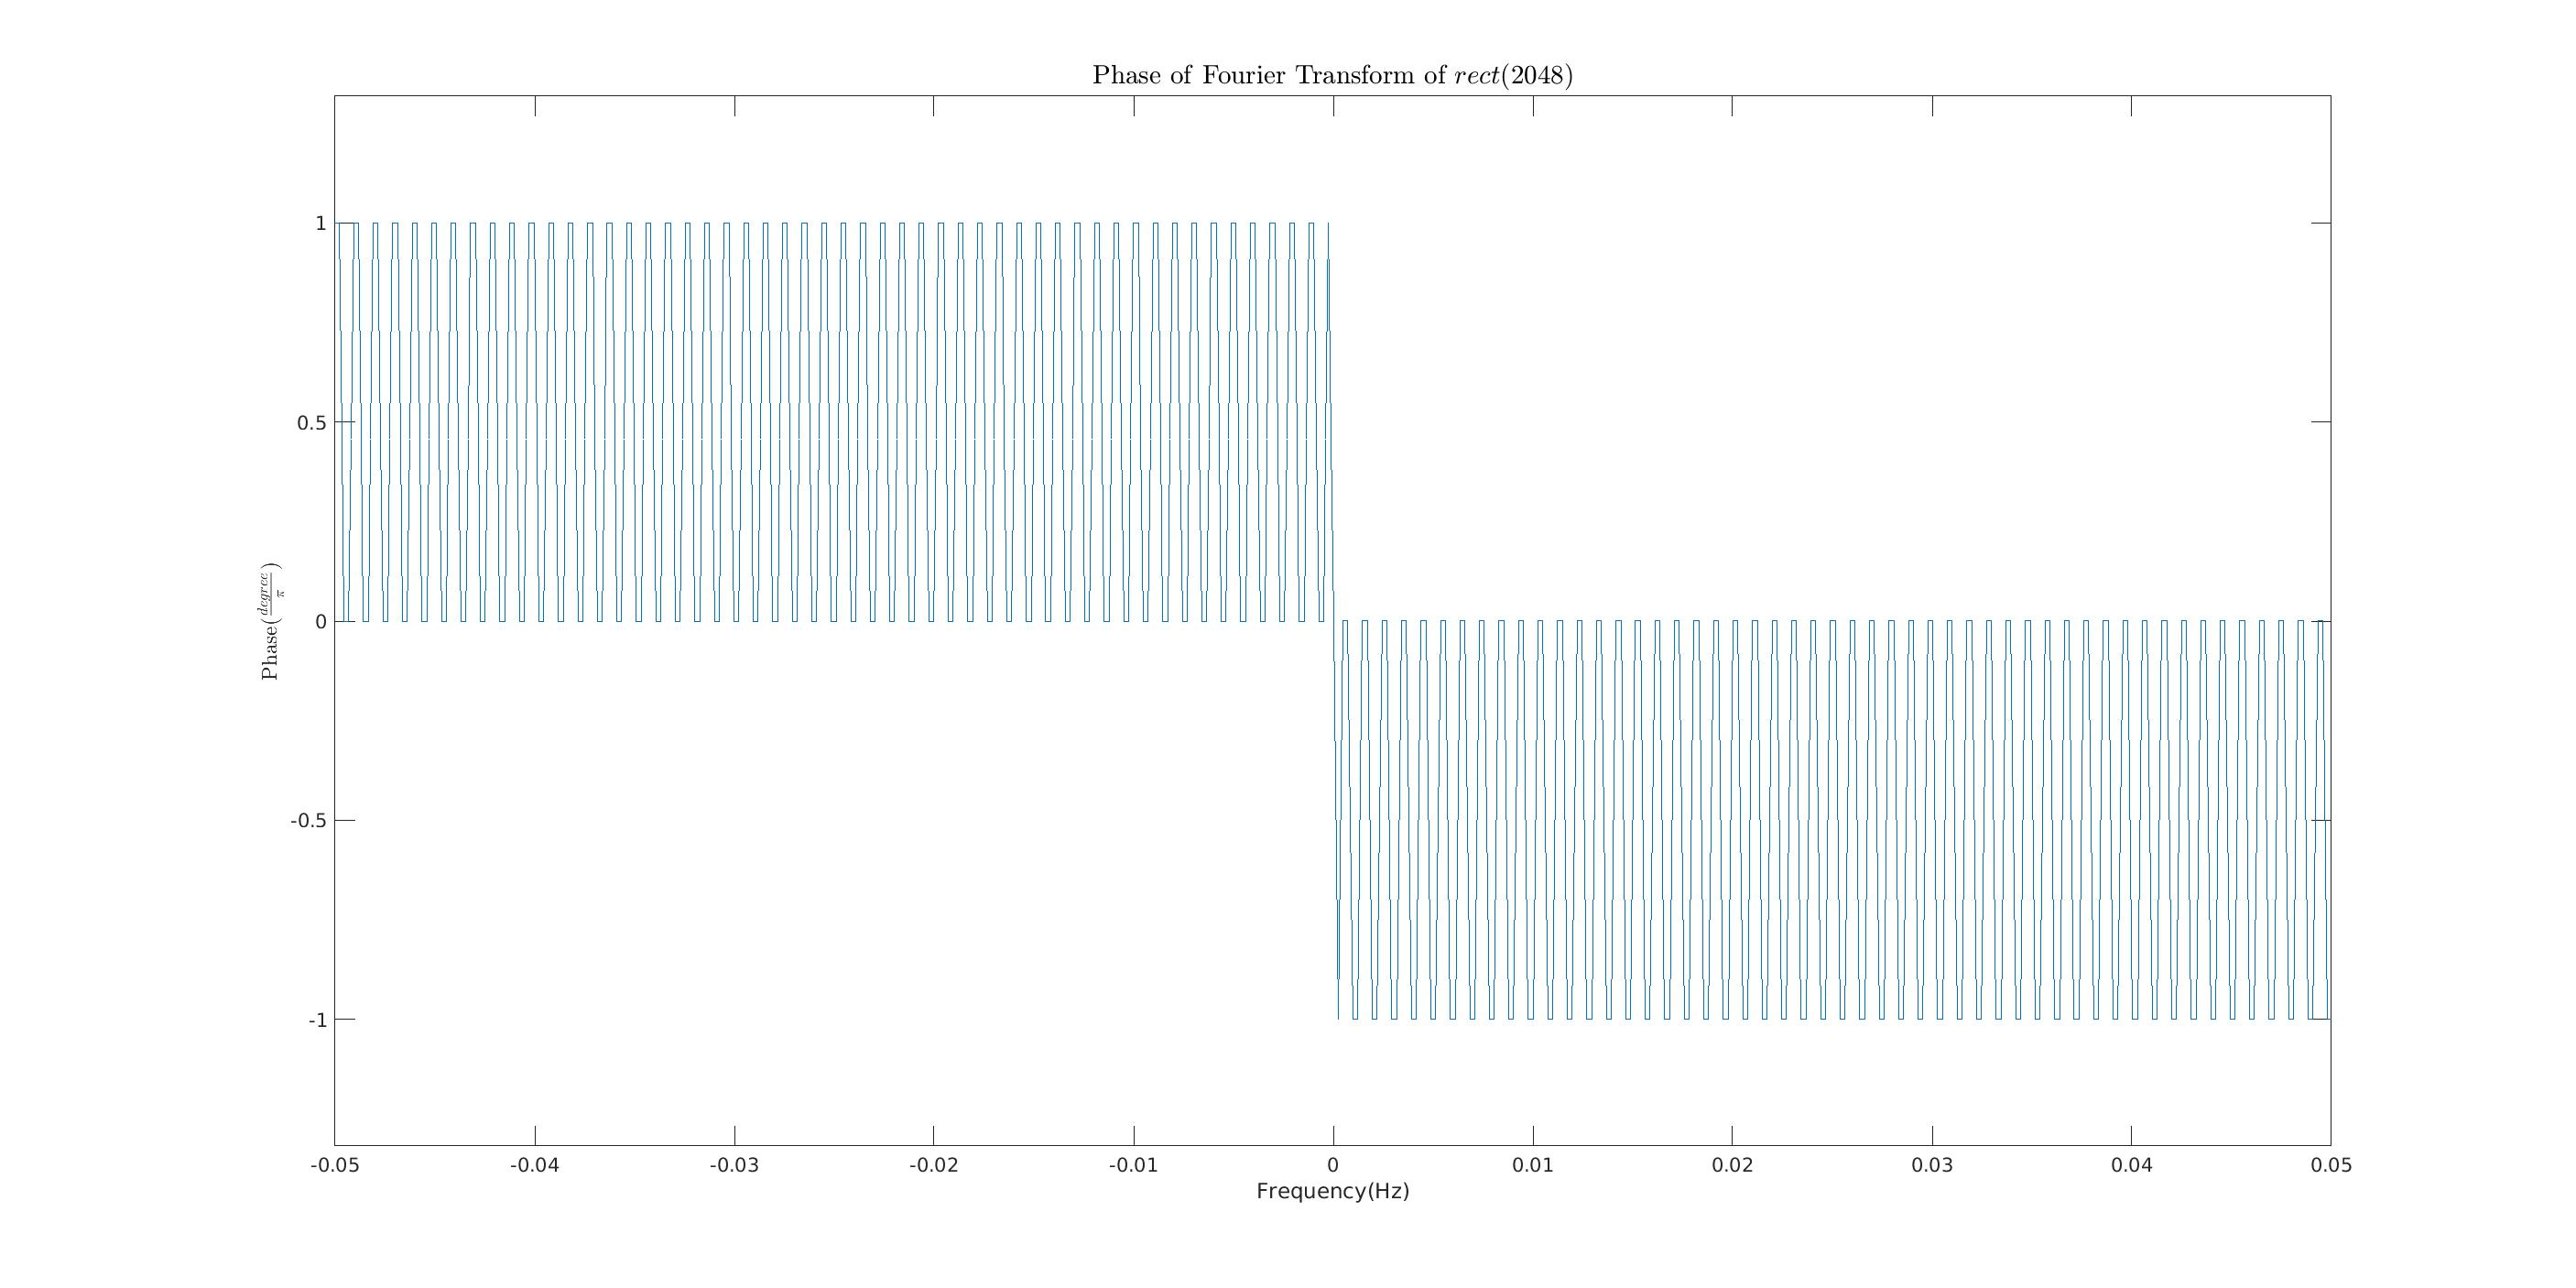 Phase of Fourier Transform of rect(2048)
1
0.5
0
-0.5
-1
Phase(degree/π)
-0.05 -0.04 -0.03 -0.02 -0.01 0 0.01 0.02 0.03 0.04 0.05
Frequency(Hz)